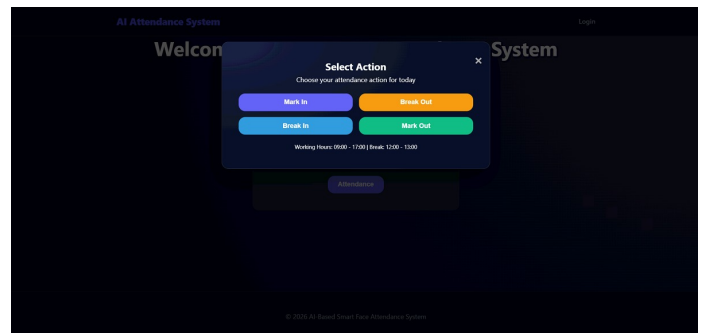 AI Attendance System
Login
Welcom
System
×
Select Action
Choose your attendance action for today
Mark In
Break Out
Break In
Mark Out
Working Hours: 09:00 - 17:00 | Break: 12:00 - 13:00
Attendance
© 2026 AI-Based Smart Face Attendance System